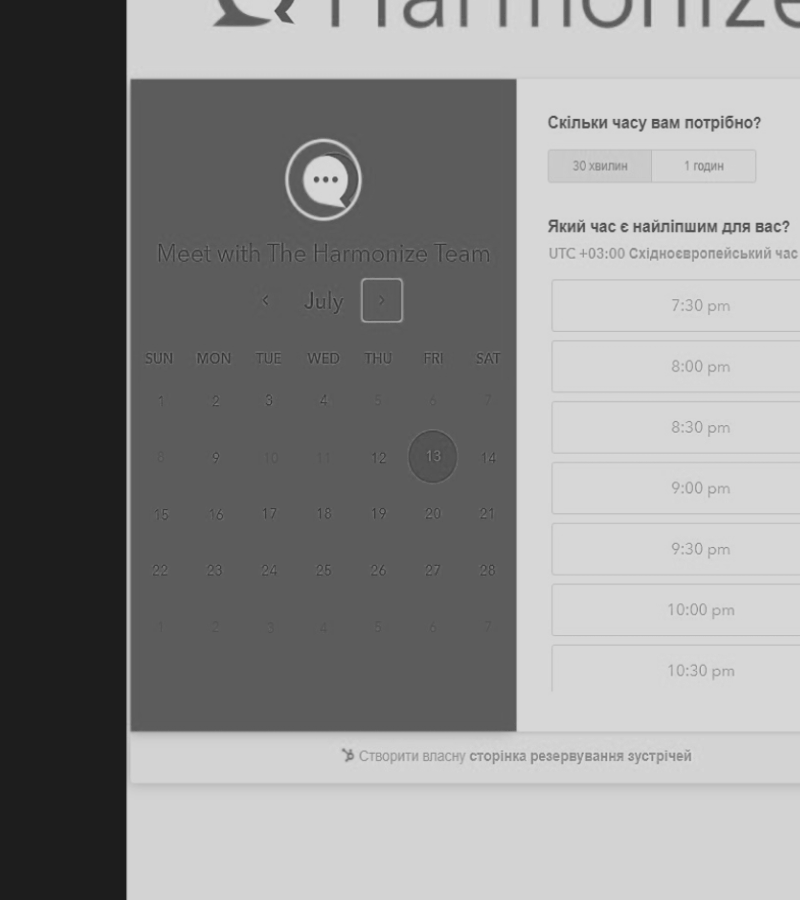 Harmonize
Скільки часу вам потрібно?
30 хвилин 1 годин
Який час є найліпшим для вас?
UTC +03:00 Східноєвропейський час
Meet with The Harmonize Team
July
SUN MON TUE WED THU FRI SAT
1 2 3 4 5 6 7
8 9 10 11 12 13 14
15 16 17 18 19 20 21
22 23 24 25 26 27 28
1 2 3 4 5 6 7
7:30 pm
8:00 pm
8:30 pm
9:00 pm
9:30 pm
10:00 pm
10:30 pm
Створити власну сторінка резервування зустрічей